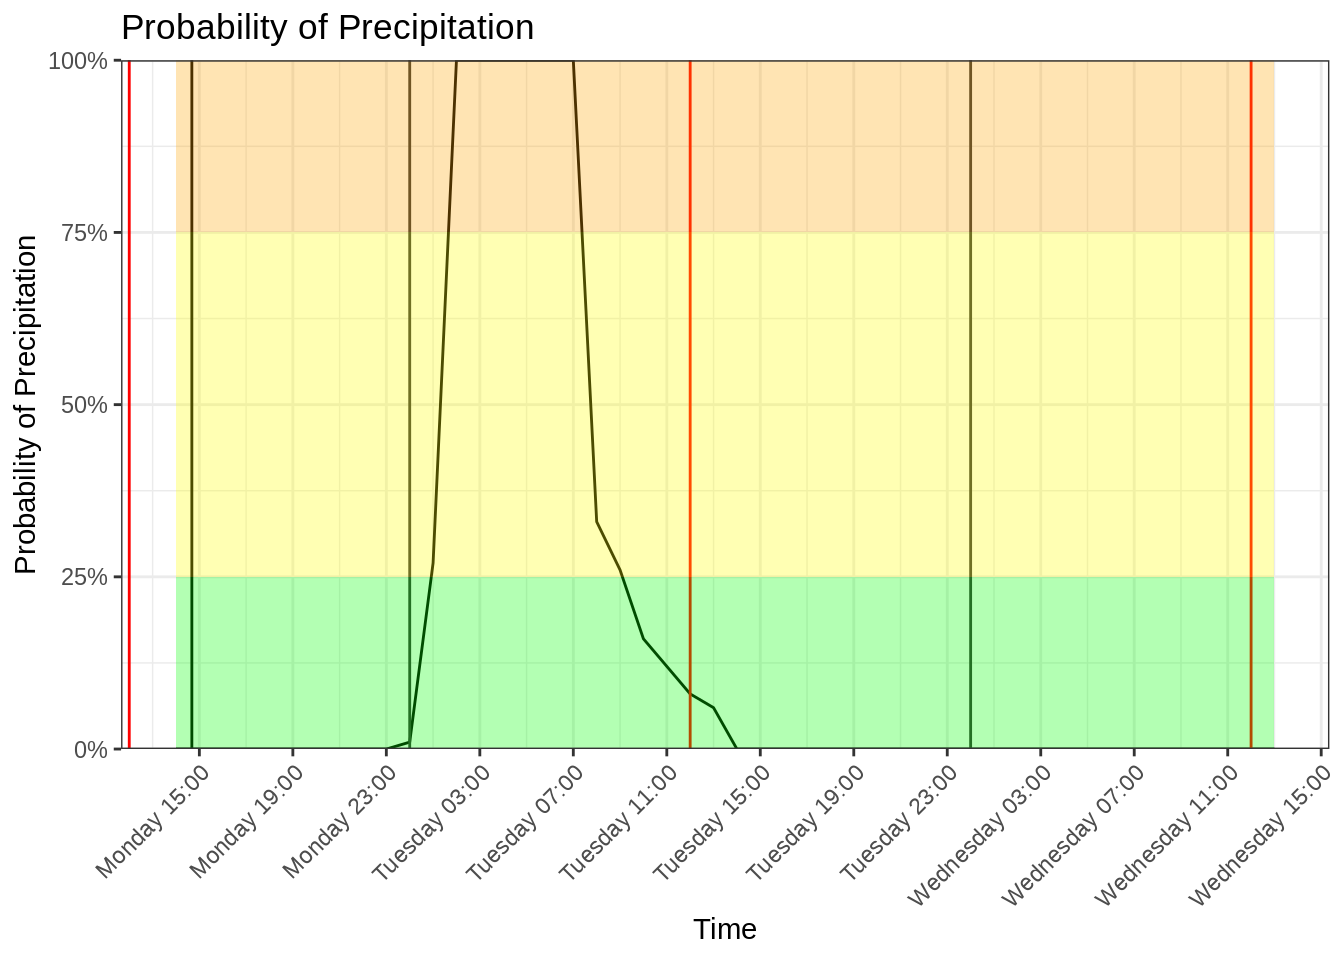 Probability of Precipitation
Probability of Precipitation
100%
75%
50%
25%
0%
Monday 15:00
Monday 19:00
Monday 23:00
Tuesday 03:00
Tuesday 07:00
Tuesday 11:00
Tuesday 15:00
Tuesday 19:00
Tuesday 23:00
Wednesday 03:00
Wednesday 07:00
Wednesday 11:00
Wednesday 15:00
Time